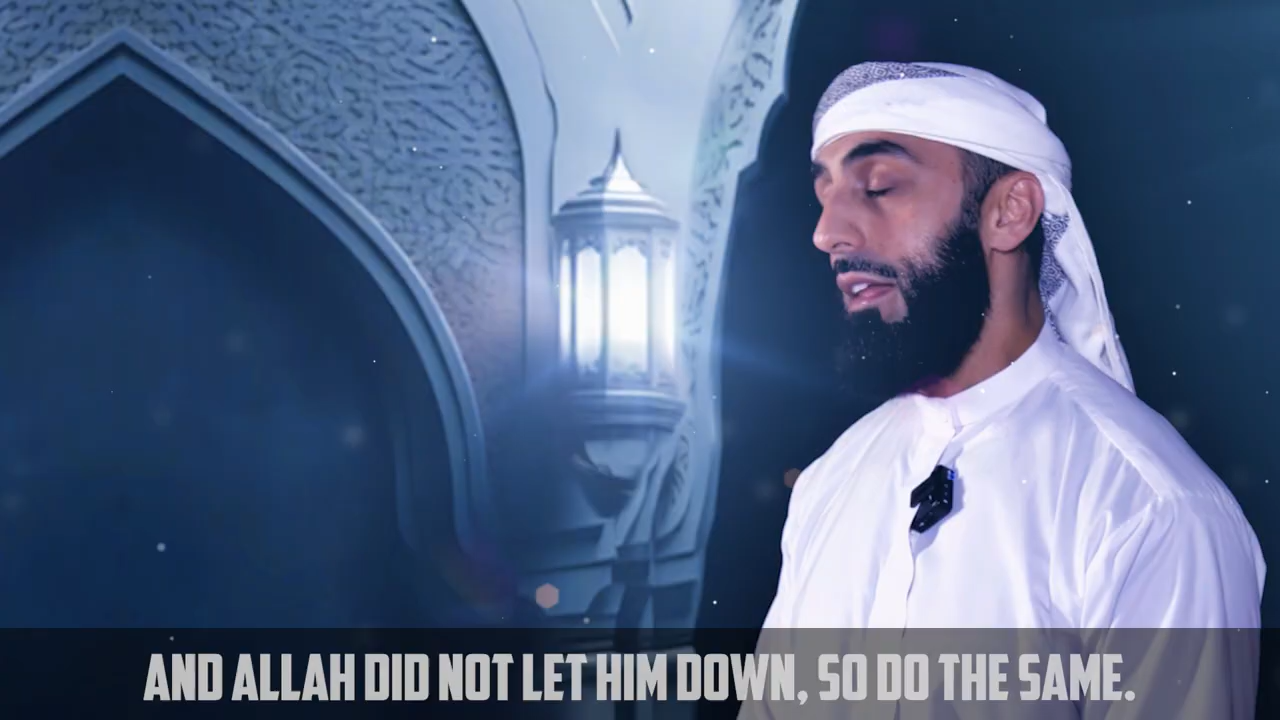 AND ALLAH DID NOT LET HIM DOWN, SO DO THE SAME.